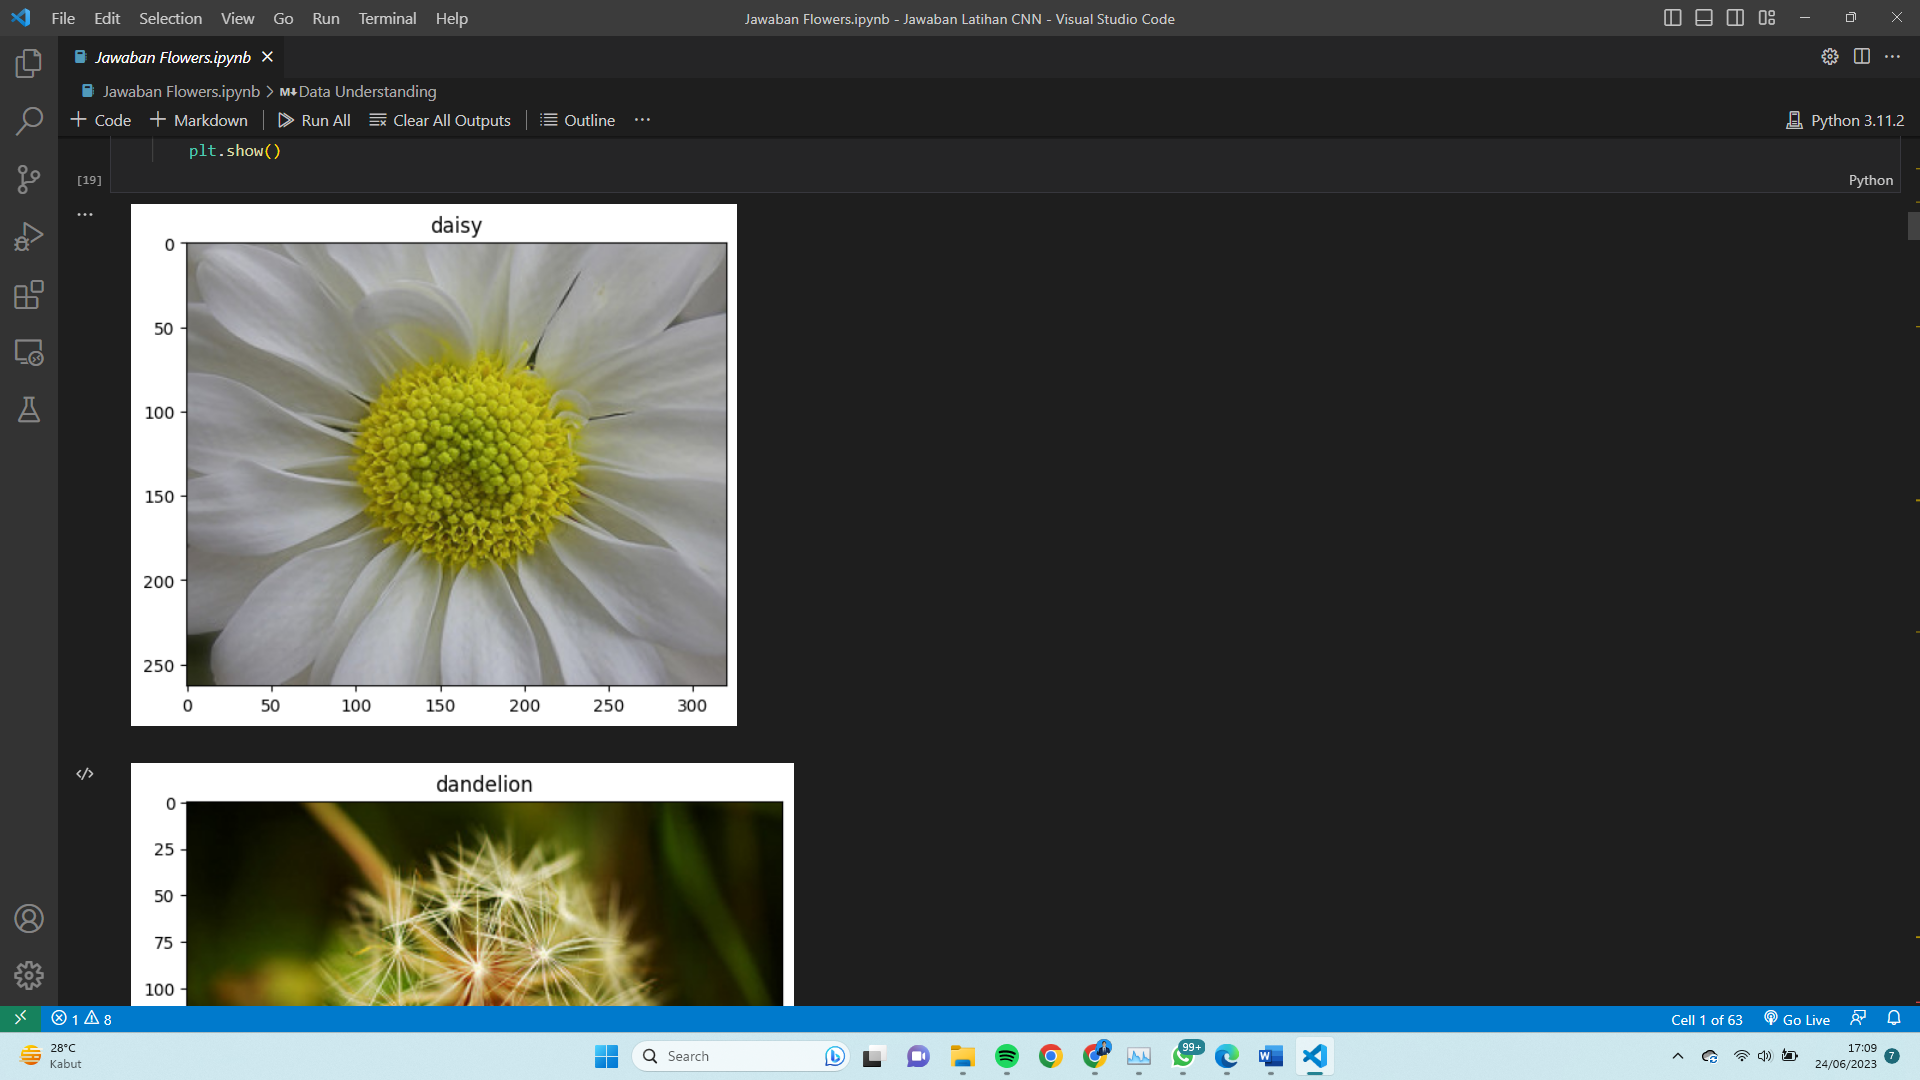 File Edit Selection View Go Run Terminal Help
Jawaban Flowers.ipynb - Jawaban Latihan CNN - Visual Studio Code
Jawaban Flowers.ipynb
Jawaban Flowers.ipynb > M↓Data Understanding
+ Code + Markdown Run All Clear All Outputs Outline ...
Python 3.11.2
plt.show()
[19]
Python
...
daisy
0
50
100
150
200
250
0 50 100 150 200 250 300
</>
dandelion
0
25
50
75
100
1 8
Cell 1 of 63 Go Live
28°C
Kabut
Search
99+
17:09
24/06/2023
7